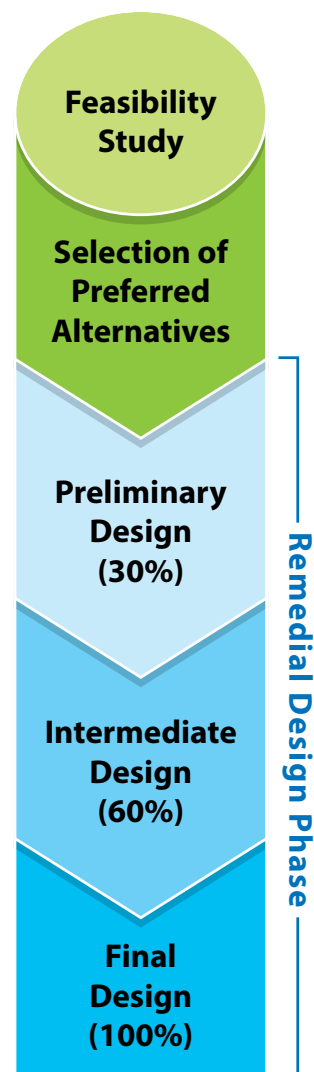 Feasibility
Study
Selection of
Preferred
Alternatives
Preliminary
Design
(30%)
Intermediate
Design
(60%)
Final
Design
(100%)
Remedial Design Phase